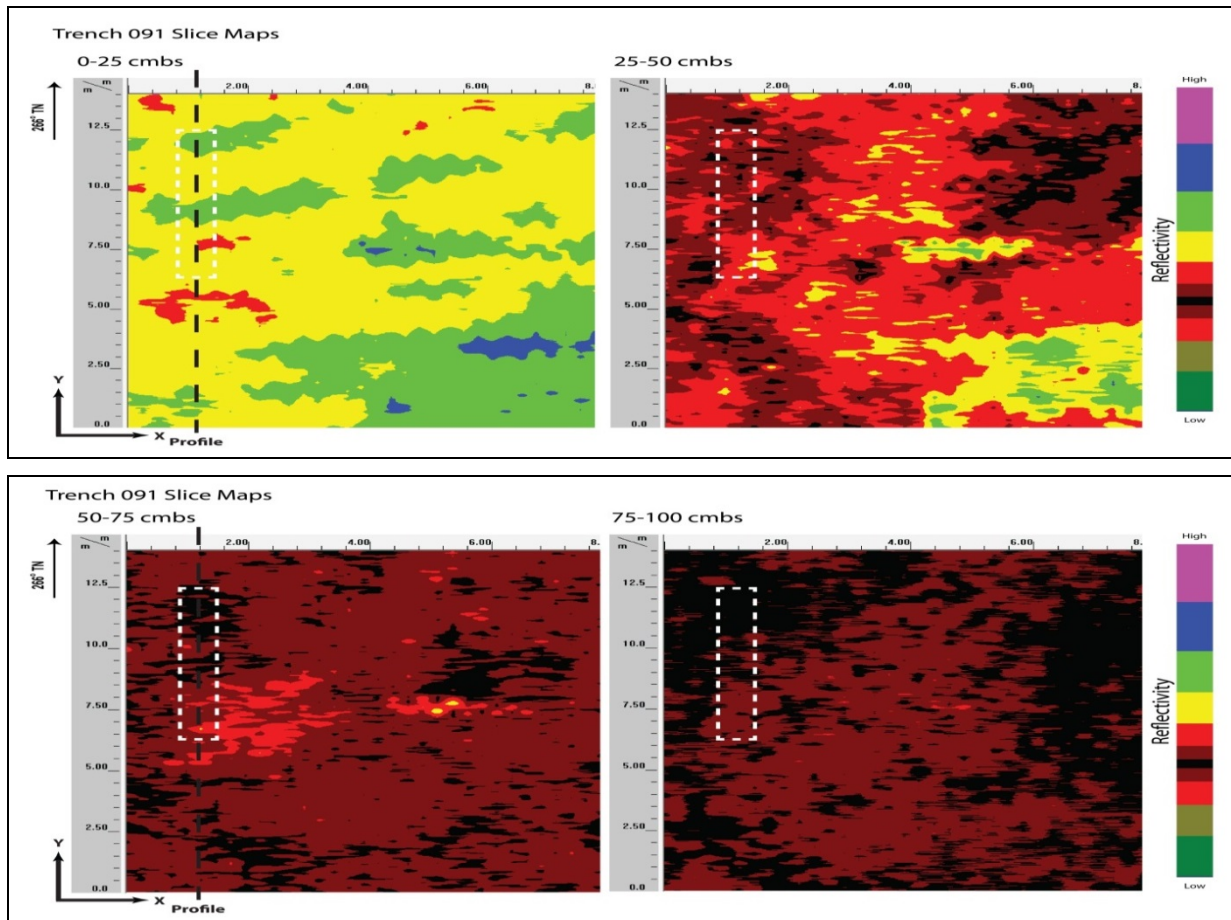 Trench 091 Slice Maps
0-25 cmbs
25-50 cmbs
266° TN
m
m
2.00
4.00
6.00
8.
12.5
10.0
7.50
5.00
2.50
0.0
Y
X
Profile
m
m
2.00
4.00
6.00
8.
12.5
10.0
7.50
5.00
2.50
0.0
High
Reflectivity
Low
Trench 091 Slice Maps
50-75 cmbs
75-100 cmbs
266° TN
m
m
2.00
4.00
6.00
8.
12.5
10.0
7.50
5.00
2.50
0.0
Y
X
Profile
m
m
2.00
4.00
6.00
8.
12.5
10.0
7.50
5.00
2.50
0.0
High
Reflectivity
Low